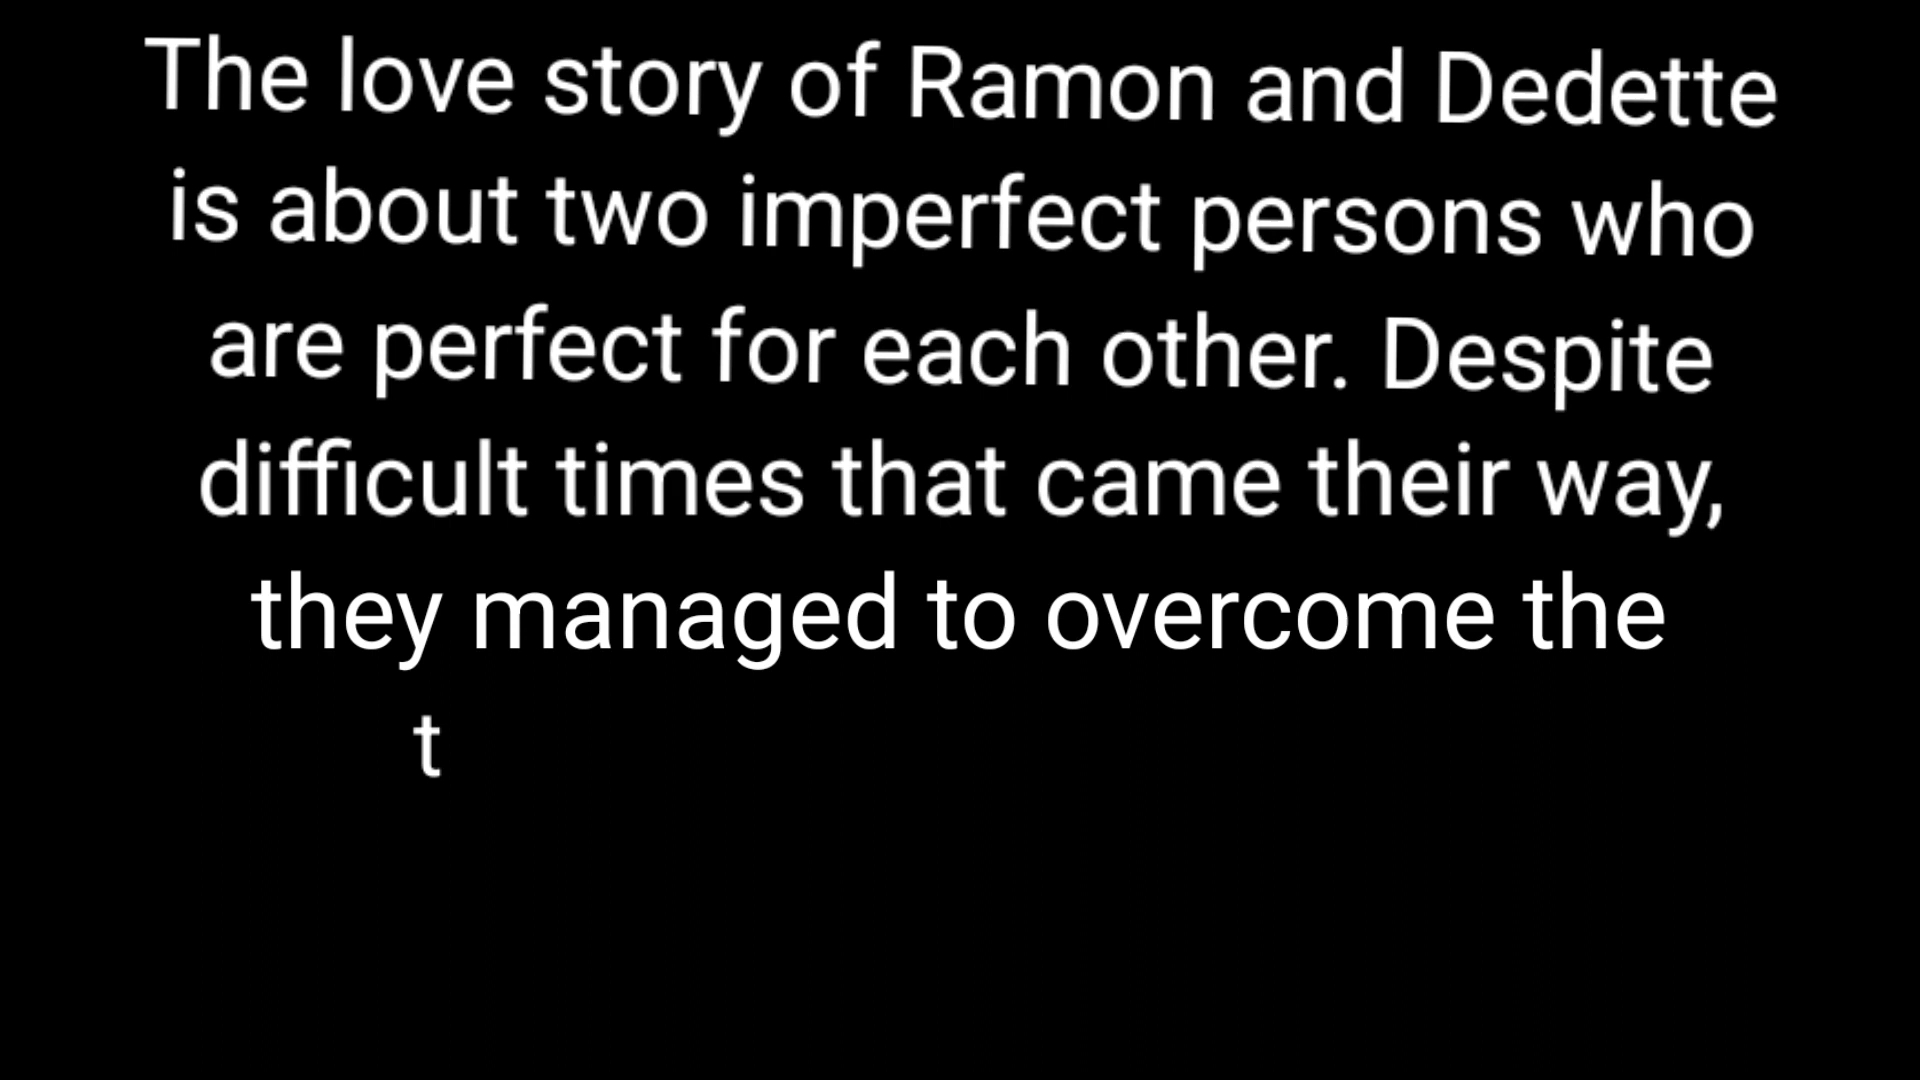 The love story of Ramon and Dedette
is about two imperfect persons who
are perfect for each other. Despite
difficult times that came their way,
they managed to overcome the
t